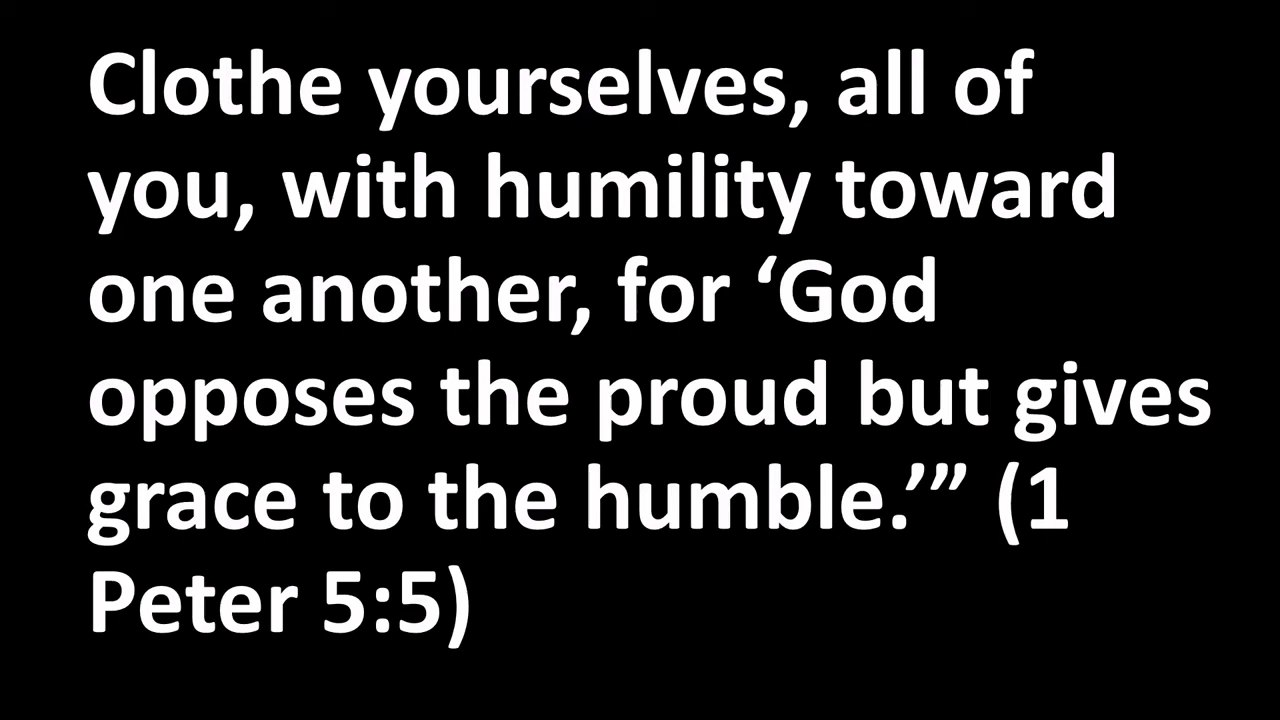 Clothe yourselves, all of
you, with humility toward
one another, for ‘God
opposes the proud but gives
grace to the humble.’” (1
Peter 5:5)